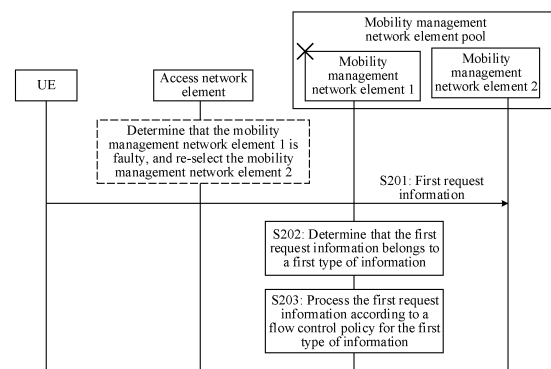 Mobility management
network element pool
UE
Access network
element
Mobility
management
network element 1
Mobility
management
network element 2
Determine that the mobility
management network element 1 is
faulty, and re-select the mobility
management network element 2
S201: First request
information
S202: Determine that the first
request information belongs to
a first type of information
S203: Process the first request
information according to a
flow control policy for the first
type of information